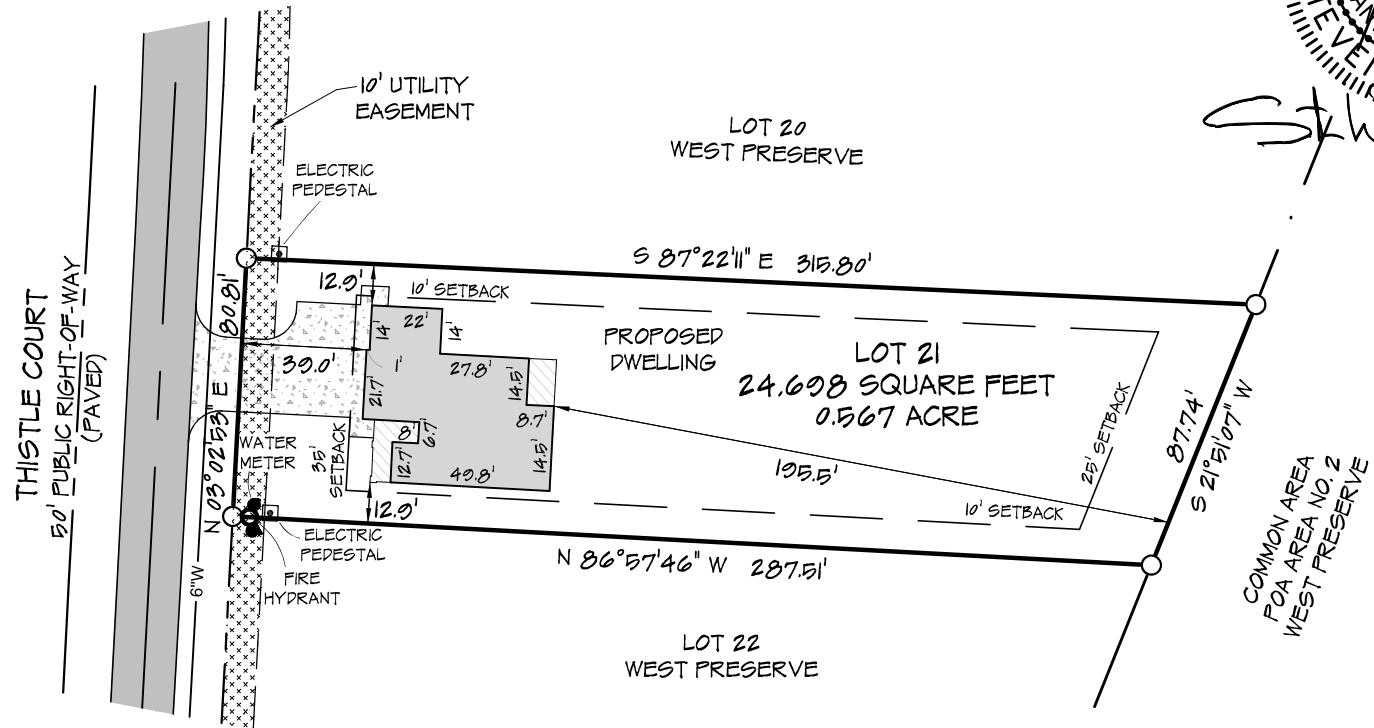 10' UTILITY
EASEMENT
LOT 20
WEST PRESERVE
ELECTRIC
PEDESTAL
S 87°22'11" E 315.80'
12.9'
10' SETBACK
THISTLE COURT
50' PUBLIC RIGHT-OF-WAY
(PAVED)
N 03°02'53" E 80.81'
39.0'
22'
14'
14'
1'
21.7'
27.8'
14.5'
8.7'
14.5'
8'
6.7'
12.7'
49.8'
PROPOSED
DWELLING
LOT 21
24,698 SQUARE FEET
0.567 ACRE
195.5'
25' SETBACK
87.74'
S 21°51'07" W
WATER
METER
35'
SETBACK
12.9'
10' SETBACK
ELECTRIC
PEDESTAL
FIRE
HYDRANT
6"W
N 86°57'46" W 287.51'
LOT 22
WEST PRESERVE
COMMON AREA
POA AREA NO. 2
WEST PRESERVE